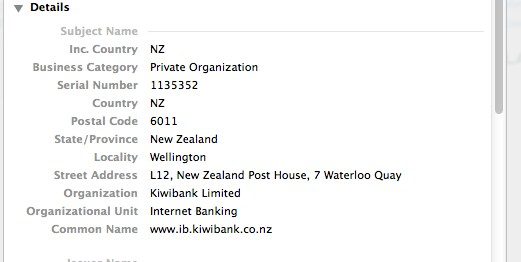 Details
Subject Name
Inc. Country NZ
Business Category Private Organization
Serial Number 1135352
Country NZ
Postal Code 6011
State/Province New Zealand
Locality Wellington
Street Address L12, New Zealand Post House, 7 Waterloo Quay
Organization Kiwibank Limited
Organizational Unit Internet Banking
Common Name www.ib.kiwibank.co.nz